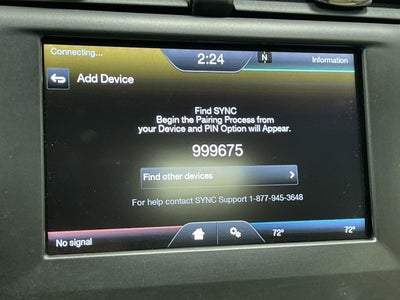 Connecting...
2:24
N
Information
Add Device
Find SYNC
Begin the Pairing Process from
your Device and PIN Option will Appear.
999675
Find other devices
For help contact SYNC Support 1-877-945-3648
No signal
72°
72°